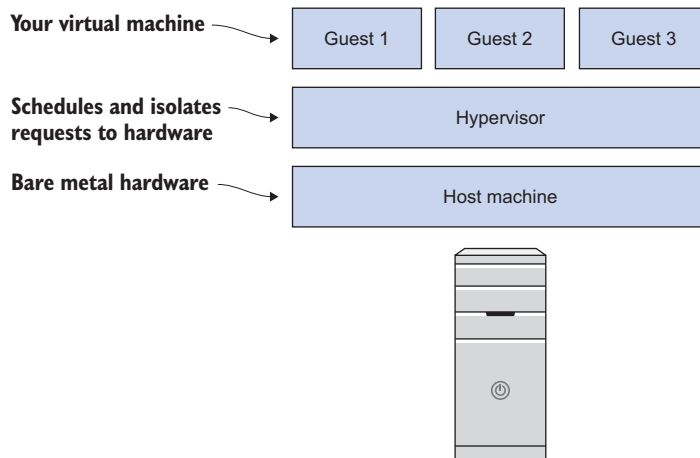 Your virtual machine
Guest 1
Guest 2
Guest 3
Schedules and isolates
requests to hardware
Hypervisor
Bare metal hardware
Host machine